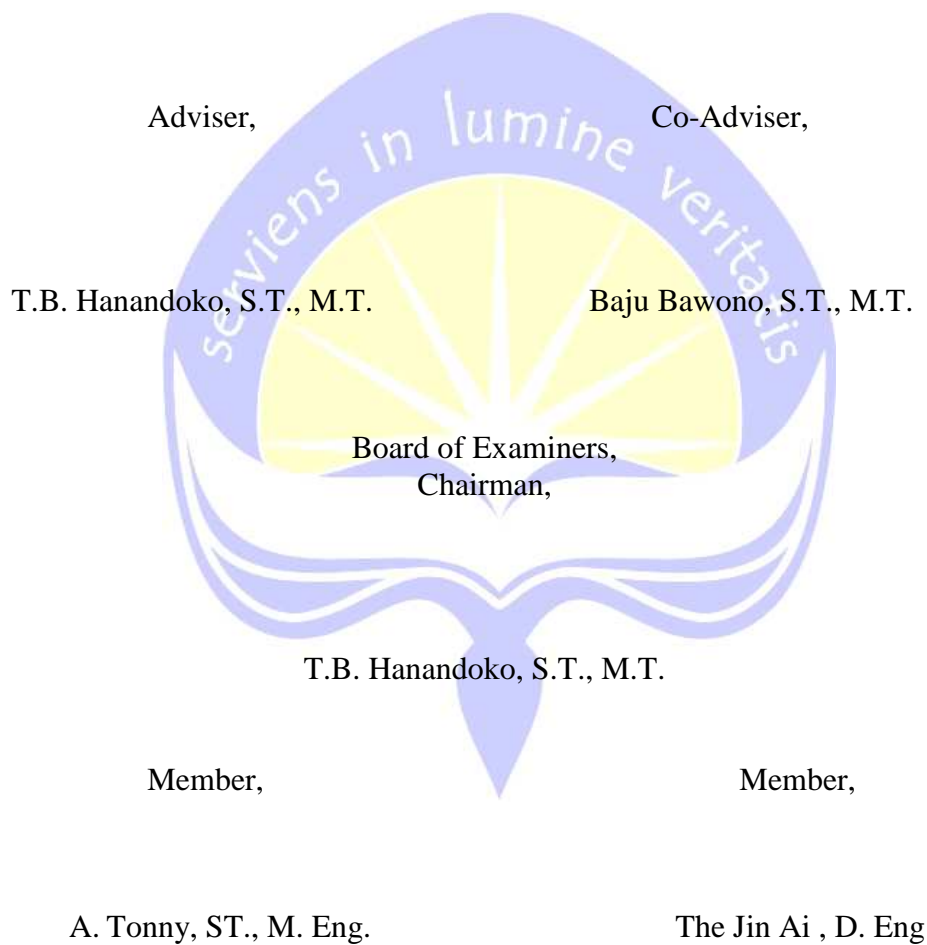 Adviser, Co-Adviser,
serviens in lumine veritatis
T.B. Hanandoko, S.T., M.T. Baju Bawono, S.T., M.T.
Board of Examiners,
Chairman,
T.B. Hanandoko, S.T., M.T.
Member, Member,
A. Tonny, ST., M. Eng. The Jin Ai , D. Eng